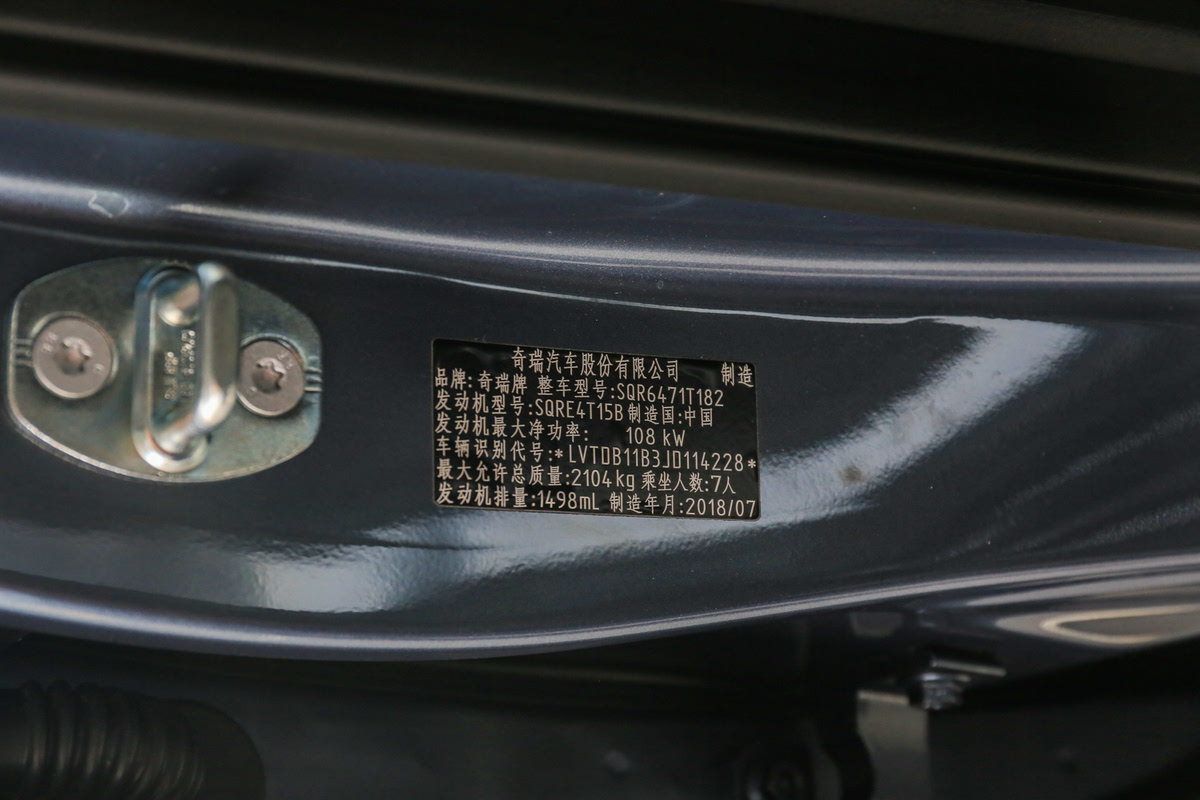 奇瑞汽车股份有限公司 制造
品牌:奇瑞牌 整车型号:SQR6471T182
发动机型号:SQRE4T15B 制造国:中国
发动机最大净功率: 108 kW
车辆识别代号:*LVTDB11B3JD114228*
最大允许总质量:2104kg 乘坐人数:7人
发动机排量:1498mL 制造年月:2018/07